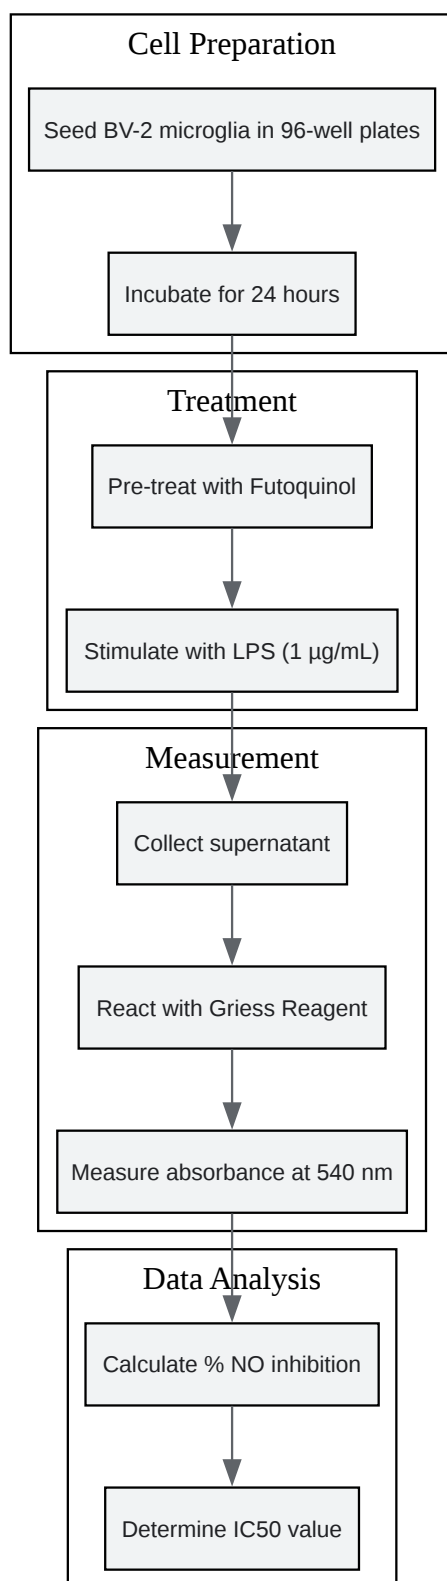 Cell Preparation
Seed BV-2 microglia in 96-well plates
Incubate for 24 hours
Treatment
Pre-treat with Futoquinol
Stimulate with LPS (1 µg/mL)
Measurement
Collect supernatant
React with Griess Reagent
Measure absorbance at 540 nm
Data Analysis
Calculate % NO inhibition
Determine IC50 value